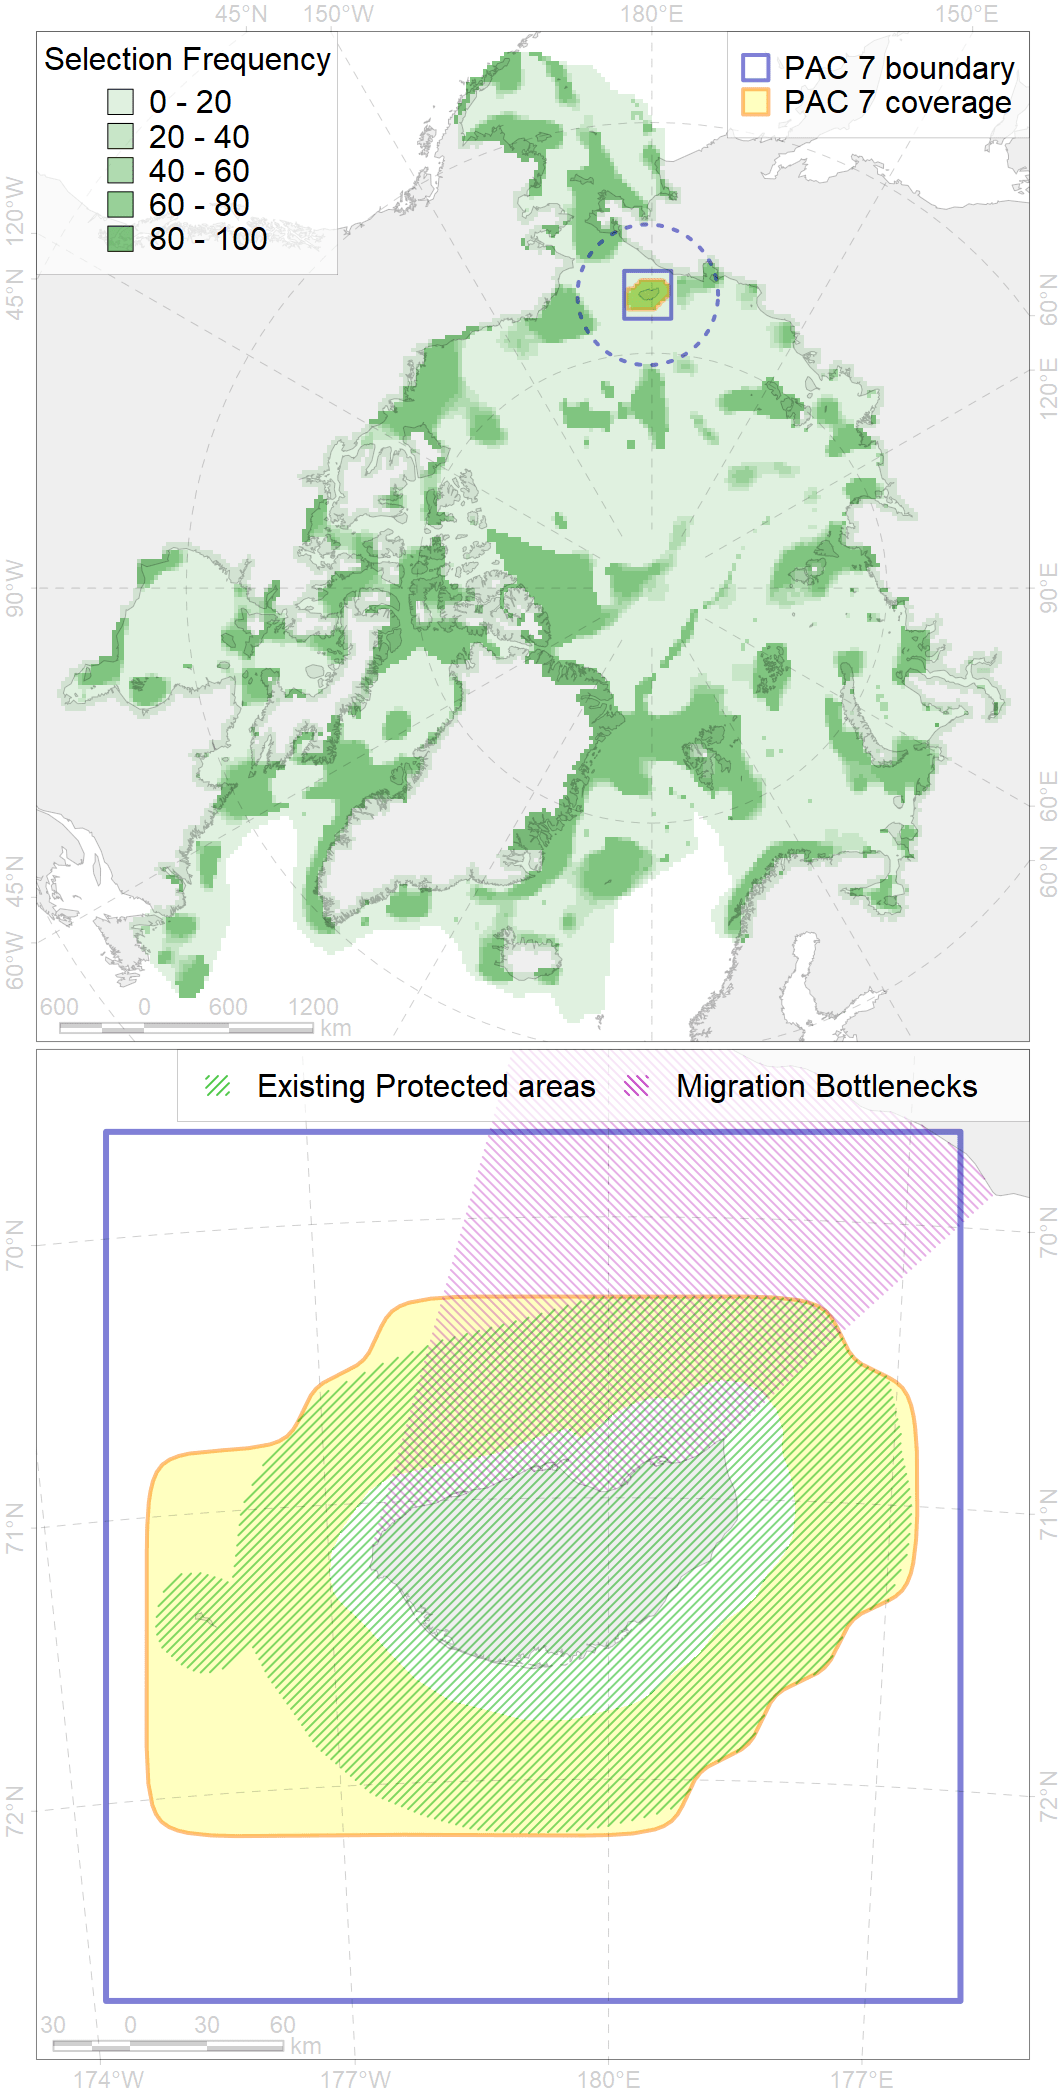 45°N 150°W 180°E 150°E
Selection Frequency
0 - 20
20 - 40
40 - 60
60 - 80
80 - 100
PAC 7 boundary
PAC 7 coverage
120°W
45°N
90°W
45°N
60°W
60°N
120°E
90°E
60°E
60°N
600 0 600 1200
km
Existing Protected areas Migration Bottlenecks
70°N
71°N
72°N
70°N
71°N
72°N
30 0 30 60
km
174°W 177°W 180°E 177°E